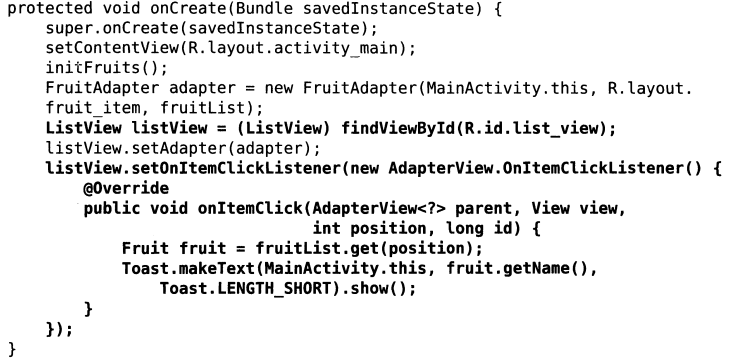 protected void onCreate(Bundle savedInstanceState) {
    super.onCreate(savedInstanceState);
    setContentView(R.layout.activity_main);
    initFruits();
    FruitAdapter adapter = new FruitAdapter(MainActivity.this, R.layout.
    fruit_item, fruitList);
    ListView listView = (ListView) findViewById(R.id.list_view);
    listView.setAdapter(adapter);
    listView.setOnItemClickListener(new AdapterView.OnItemClickListener() {
        @Override
        public void onItemClick(AdapterView<?> parent, View view,
                                int position, long id) {
            Fruit fruit = fruitList.get(position);
            Toast.makeText(MainActivity.this, fruit.getName(),
                Toast.LENGTH_SHORT).show();
        }
    });
}